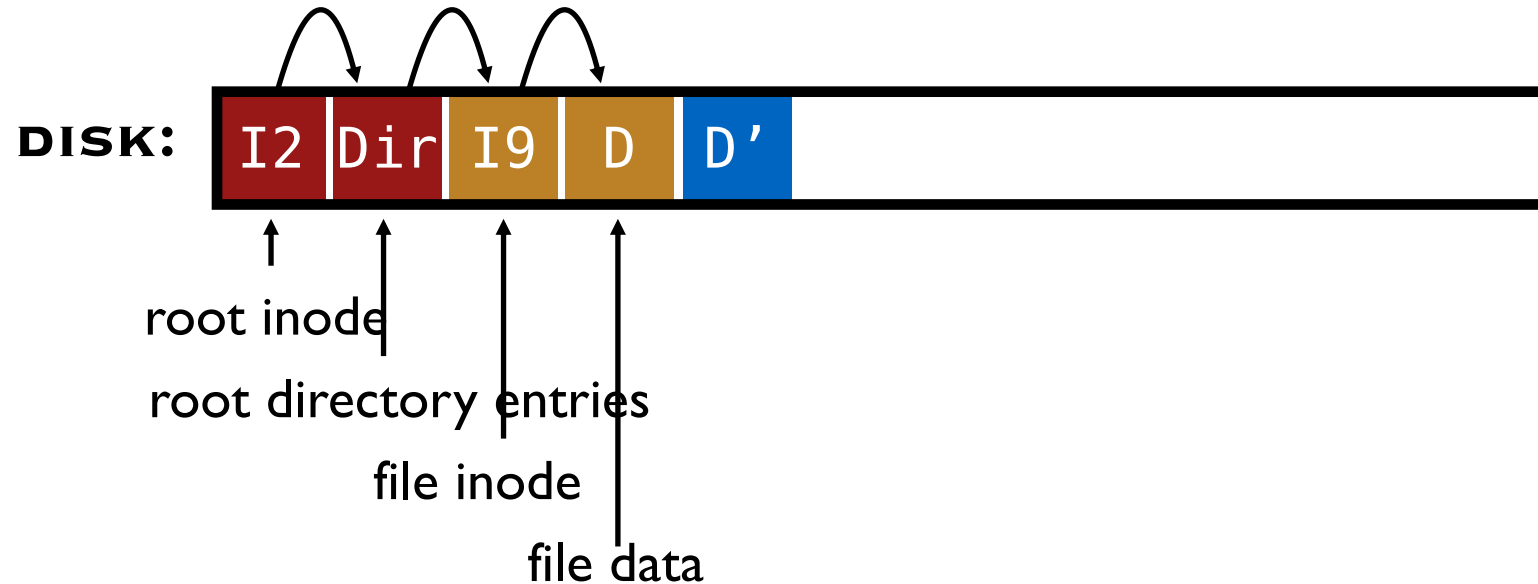 DISK: I2 Dir I9 D D’
root inode
root directory entries
file inode
file data